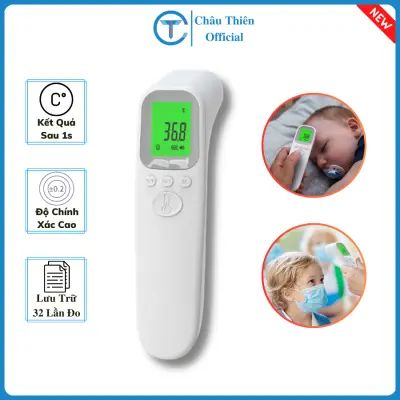 Châu Thiên
Official
NEW
C°
Kết Quả
Sau 1s
±0.2
Độ Chính
Xác Cao
Lưu Trữ
32 Lần Đo
36.8